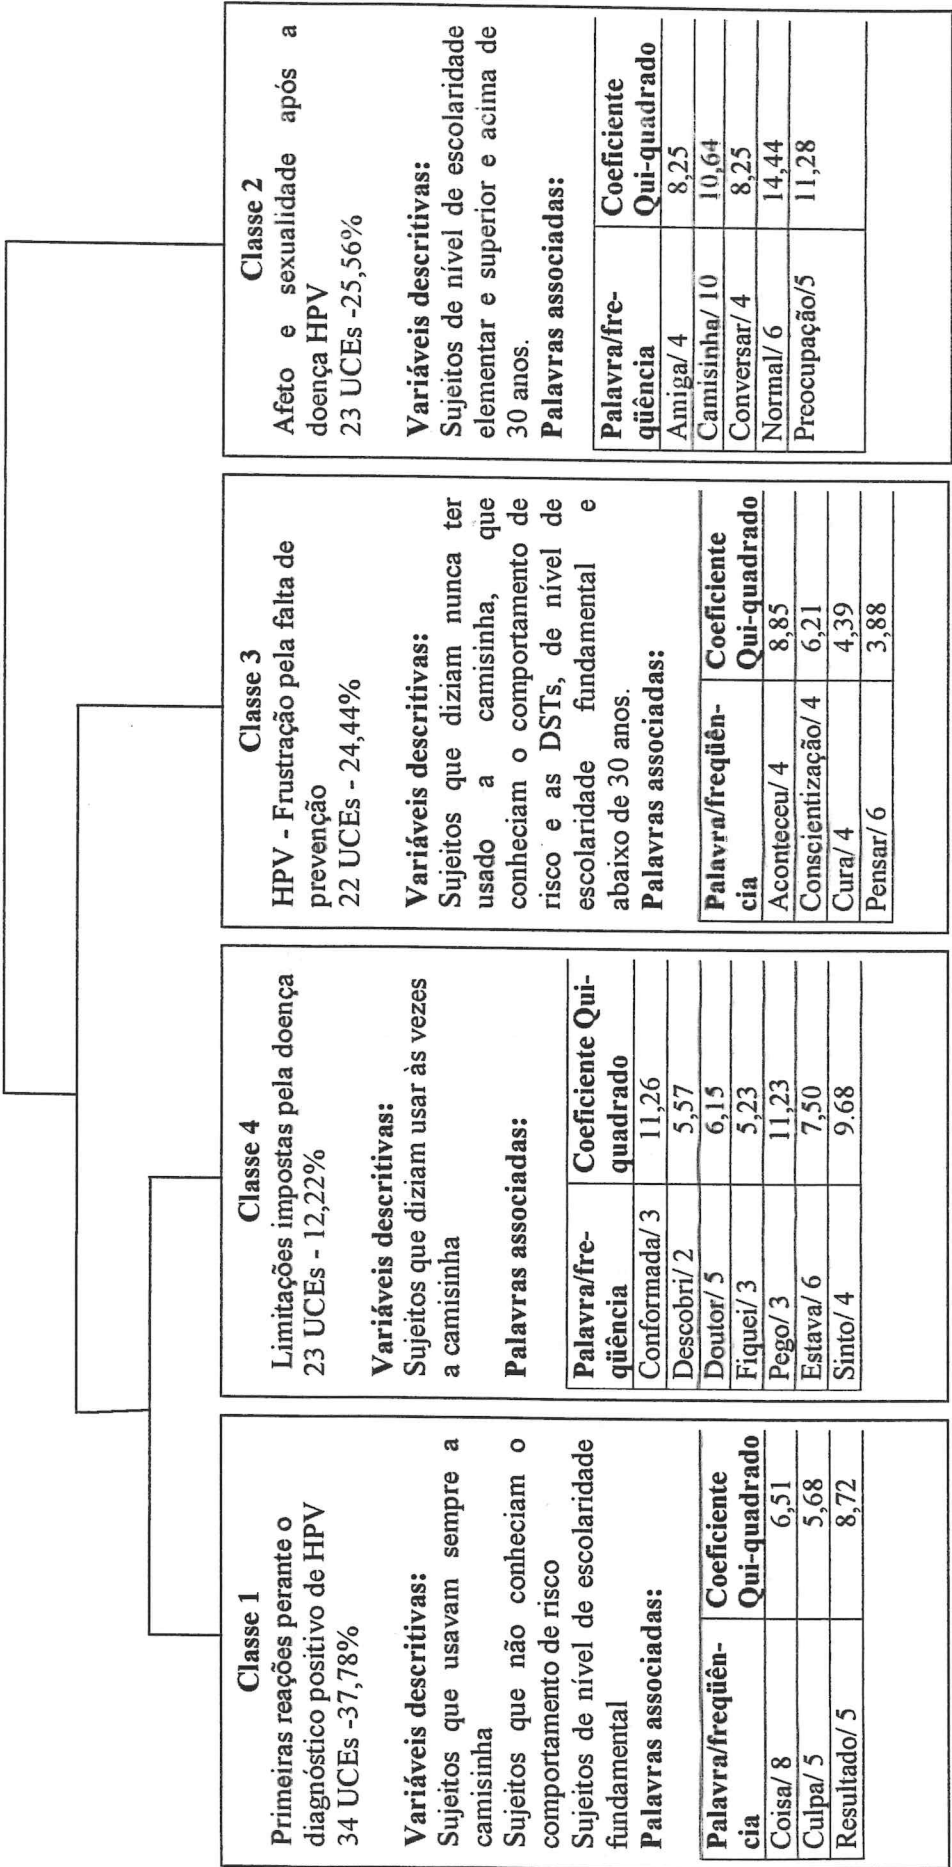 Classe 1
Primeiras reações perante o
diagnóstico positivo de HPV
34 UCEs -37,78%
Variáveis descritivas:
Sujeitos que usavam sempre a
camisinha
Sujeitos que não conheciam o
comportamento de risco
Sujeitos de nível de escolaridade
fundamental
Palavras associadas:
Palavra/freqüên- Coeficiente
cia Qui-quadrado
Coisa/ 8 6,51
Culpa/ 5 5,68
Resultado/ 5 8,72
Classe 4
Limitações impostas pela doença
23 UCEs - 12,22%
Variáveis descritivas:
Sujeitos que diziam usar às vezes
a camisinha
Palavras associadas:
Palavra/fre- Coeficiente Qui-
qüência quadrado
Conformada/ 3 11,26
Descobri/ 2 5,57
Doutor/ 5 6,15
Fiquei/ 3 5,23
Pego/ 3 11,23
Estava/ 6 7,50
Sinto/ 4 9.68
Classe 3
HPV - Frustração pela falta de
prevenção
22 UCEs - 24,44%
Variáveis descritivas:
Sujeitos que diziam nunca ter
usado a camisinha, que
conheciam o comportamento de
risco e as DSTs, de nível de
escolaridade fundamental e
abaixo de 30 anos.
Palavras associadas:
Palavra/freqüên- Coeficiente
cia Qui-quadrado
Aconteceu/ 4 8,85
Conscientização/ 4 6,21
Cura/ 4 4,39
Pensar/ 6 3,88
Classe 2
Afeto e sexualidade após a
doença HPV
23 UCEs -25,56%
Variáveis descritivas:
Sujeitos de nível de escolaridade
elementar e superior e acima de
30 anos.
Palavras associadas:
Palavra/fre- Coeficiente
qüência Qui-quadrado
Amiga/ 4 8,25
Camisinha/ 10 10,64
Conversar/ 4 8,25
Normal/ 6 14,44
Preocupação/5 11,28